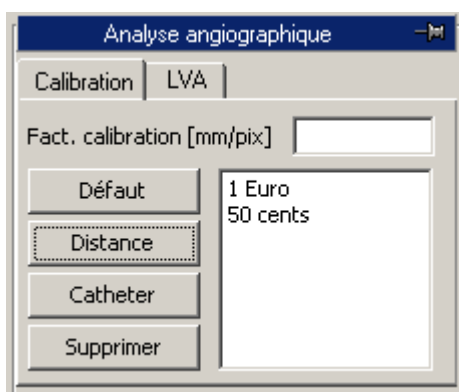 Analyse angiographique
Calibration LVA
Fact. calibration [mm/pix]
Défaut
Distance
Catheter
Supprimer
1 Euro
50 cents